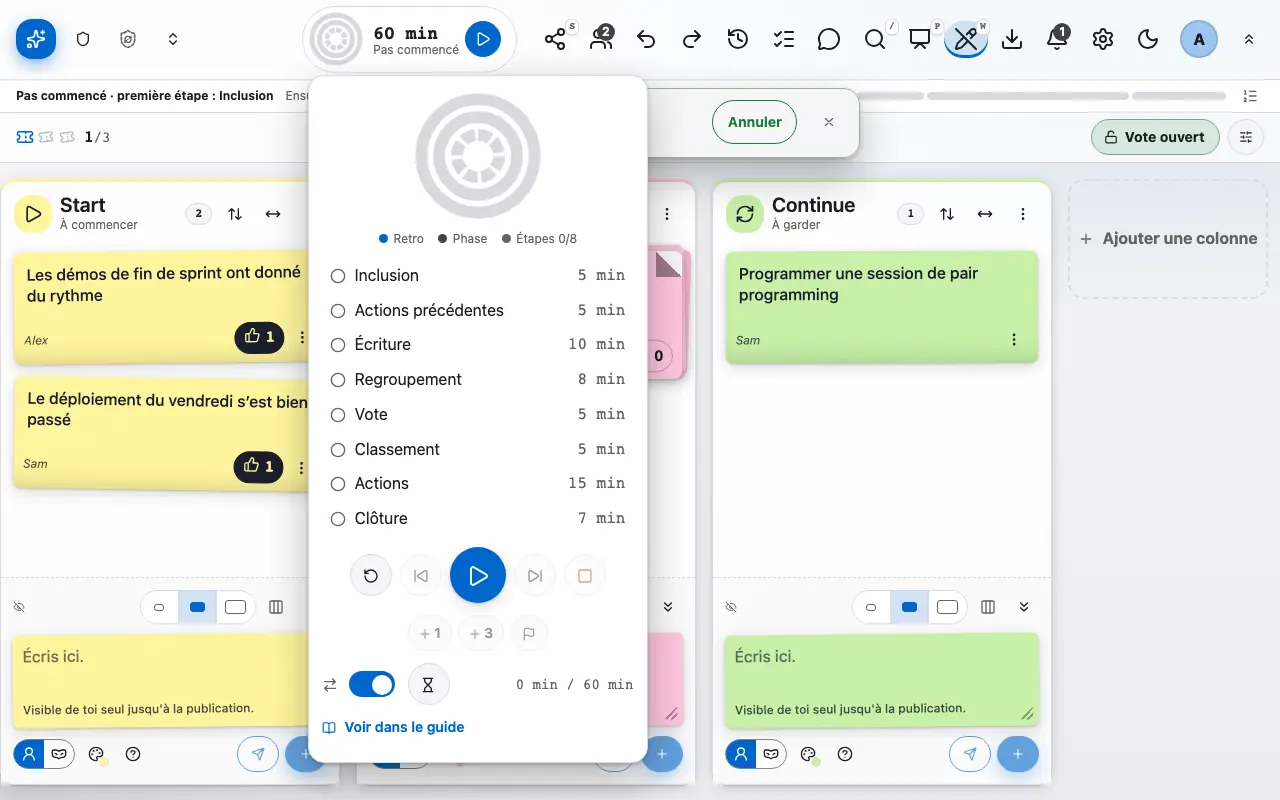 60 min
Pas commencé
S
2
/
P
W
1
A
Pas commencé · première étape : Inclusion
1/3
Annuler
Vote ouvert
Start
À commencer
2
Les démos de fin de sprint ont donné
du rythme
Alex
1
Le déploiement du vendredi s’est bien
passé
Sam
1
Écris ici.
Visible de toi seul jusqu'à la publication.
Retro
Phase
Étapes 0/8
Inclusion 5 min
Actions précédentes 5 min
Écriture 10 min
Regroupement 8 min
Vote 5 min
Classement 5 min
Actions 15 min
Clôture 7 min
+ 1
+ 3
0 min / 60 min
Voir dans le guide
0
Continue
À garder
1
Programmer une session de pair
programming
Sam
Écris ici.
Visible de toi seul jusqu'à la publication.
+ Ajouter une colonne